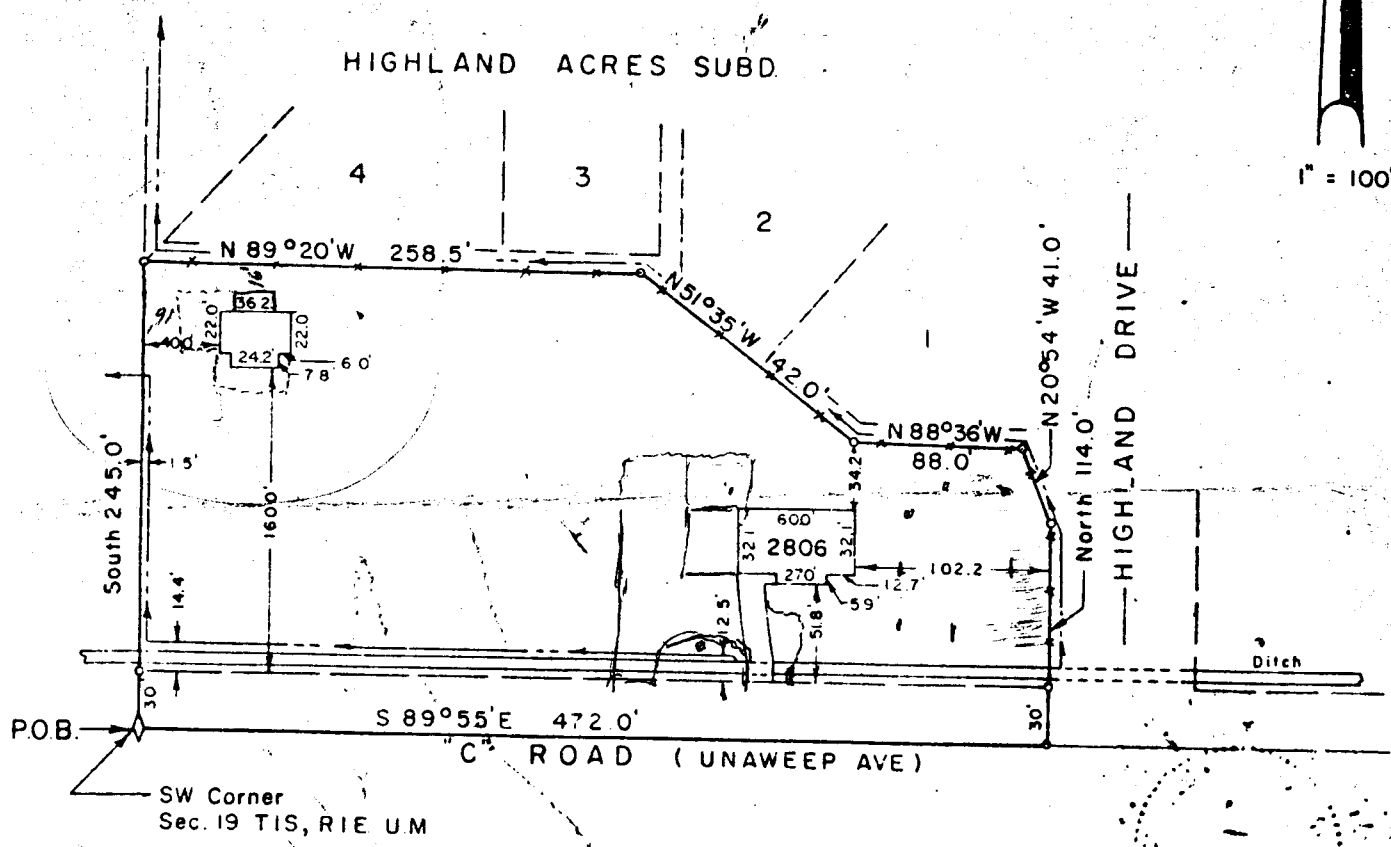 HIGHLAND ACRES SUBD.
1" = 100'
4
3
2
1
N 89°20'W 258.5'
N51°35'W 142.0'
N 88°36'W
88.0'
N20°54'W 41.0'
North 114.0'
HIGHLAND DRIVE
16'
36.2
16'
22.0
22.0
40.0
24.2'
6.0'
7.8'
South 245.0'
1.5'
160.0'
14.4'
34.2'
60.0'
32.1'
2806
32.1'
27.0'
12.7'
5.9'
102.2
12.5'
51.8'
Ditch
30'
30'
P.O.B.
S 89°55'E 472.0'
"C" ROAD (UNAWEEP AVE)
SW Corner
Sec. 19 T1S, R1E U.M